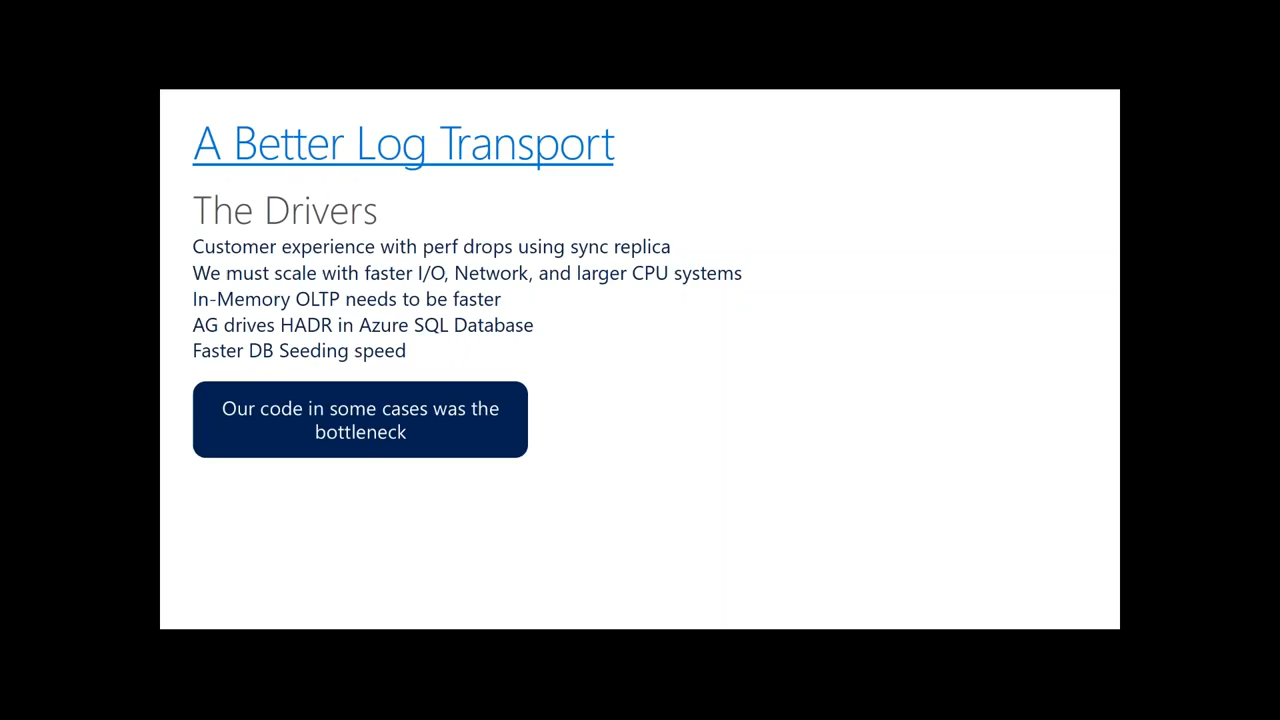 A Better Log Transport
The Drivers
Customer experience with perf drops using sync replica
We must scale with faster I/O, Network, and larger CPU systems
In-Memory OLTP needs to be faster
AG drives HADR in Azure SQL Database
Faster DB Seeding speed
Our code in some cases was the
bottleneck